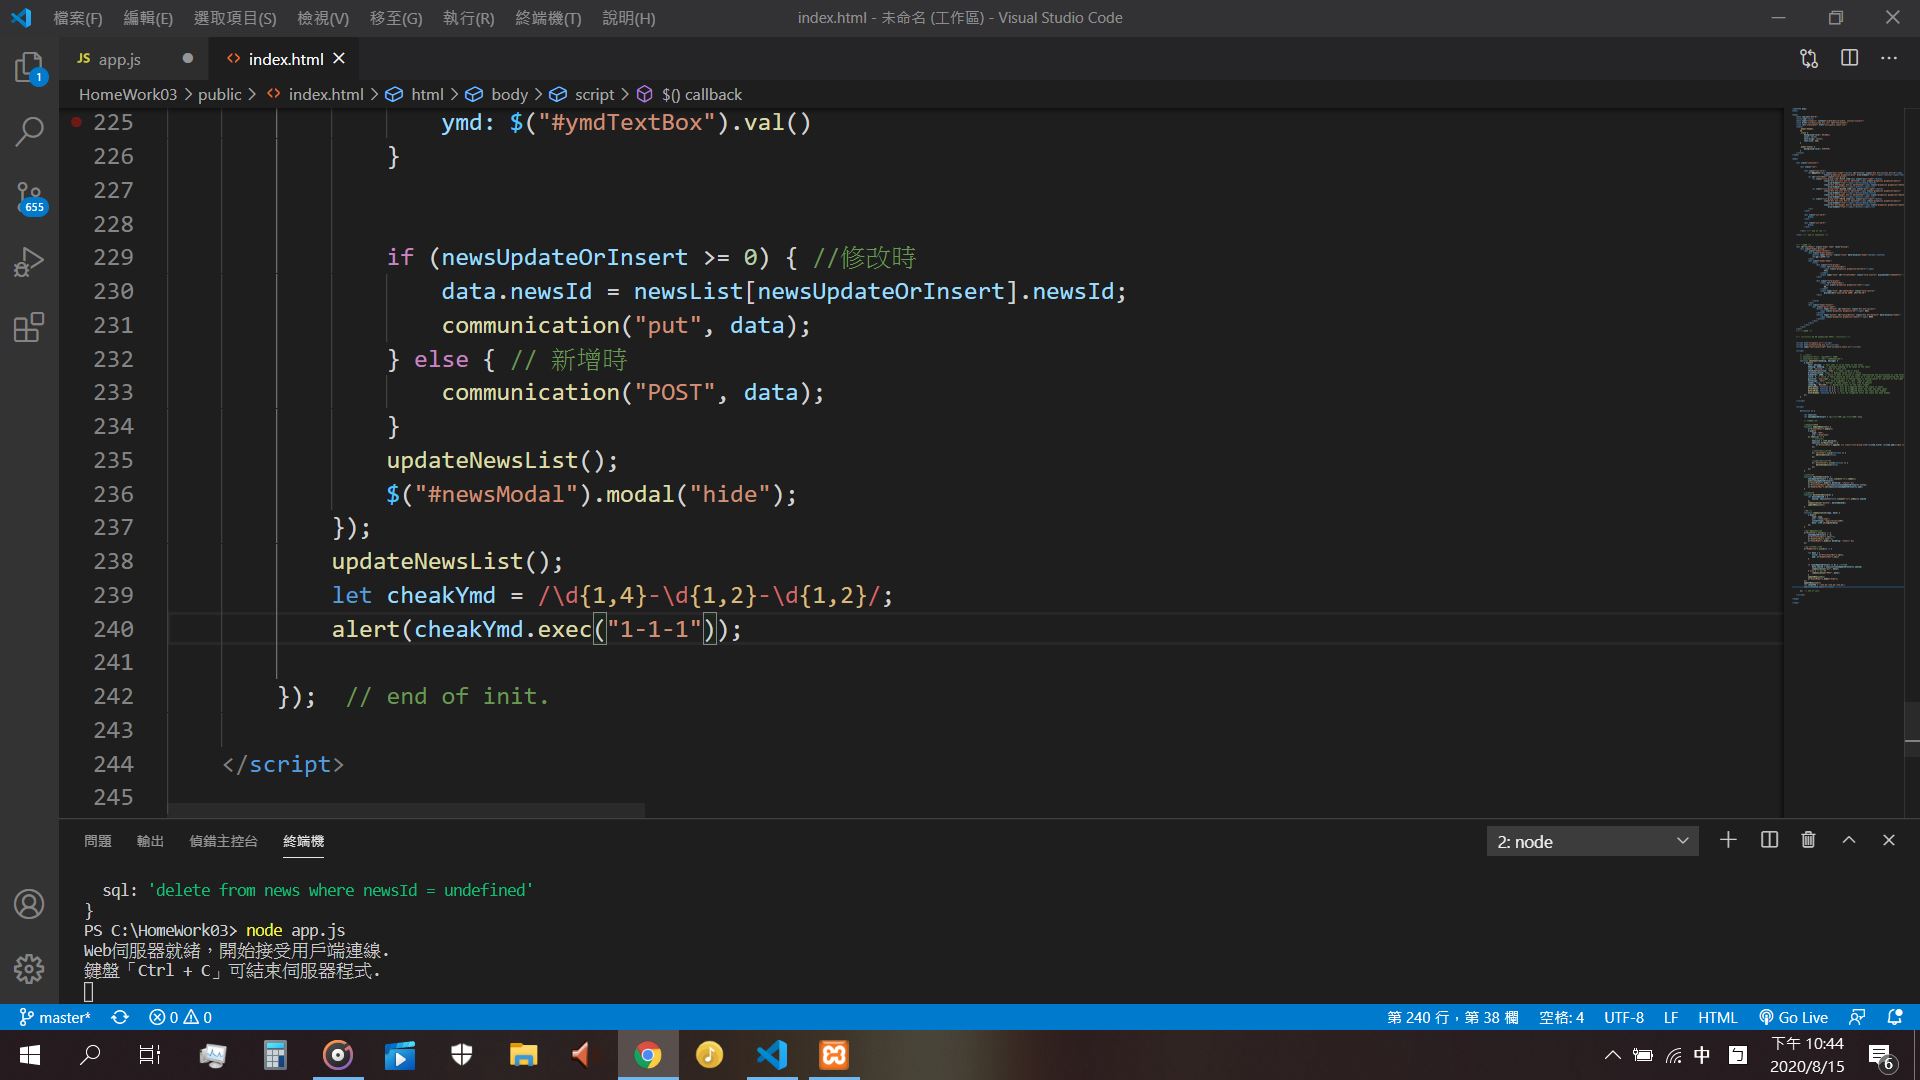 檔案(F) 編輯(E) 選取項目(S) 檢視(V) 移至(G) 執行(R) 終端機(T) 說明(H) index.html - 未命名 (工作區) - Visual Studio Code
JS app.js index.html
1
HomeWork03 > public > index.html > html > body > script > $() callback
225 ymd: $("#ymdTextBox").val()
226 }
227
655
228
229 if (newsUpdateOrInsert >= 0) { //修改時
230 data.newsId = newsList[newsUpdateOrInsert].newsId;
231 communication("put", data);
232 } else { // 新增時
233 communication("POST", data);
234 }
235 updateNewsList();
236 $("#newsModal").modal("hide");
237 });
238 updateNewsList();
239 let cheakYmd = /\d{1,4}-\d{1,2}-\d{1,2}/;
240 alert(cheakYmd.exec("1-1-1"));
241
242 }); // end of init.
243
244 </script>
245
問題 輸出 偵錯主控台 終端機 2: node
sql: 'delete from news where newsId = undefined'
}
PS C:\HomeWork03> node app.js
Web伺服器就緒，開始接受用戶端連線.
鍵盤「Ctrl + C」可結束伺服器程式.
master* 0 0 第 240 行，第 38 欄 空格: 4 UTF-8 LF HTML Go Live
中 下午 10:44
2020/8/15
6